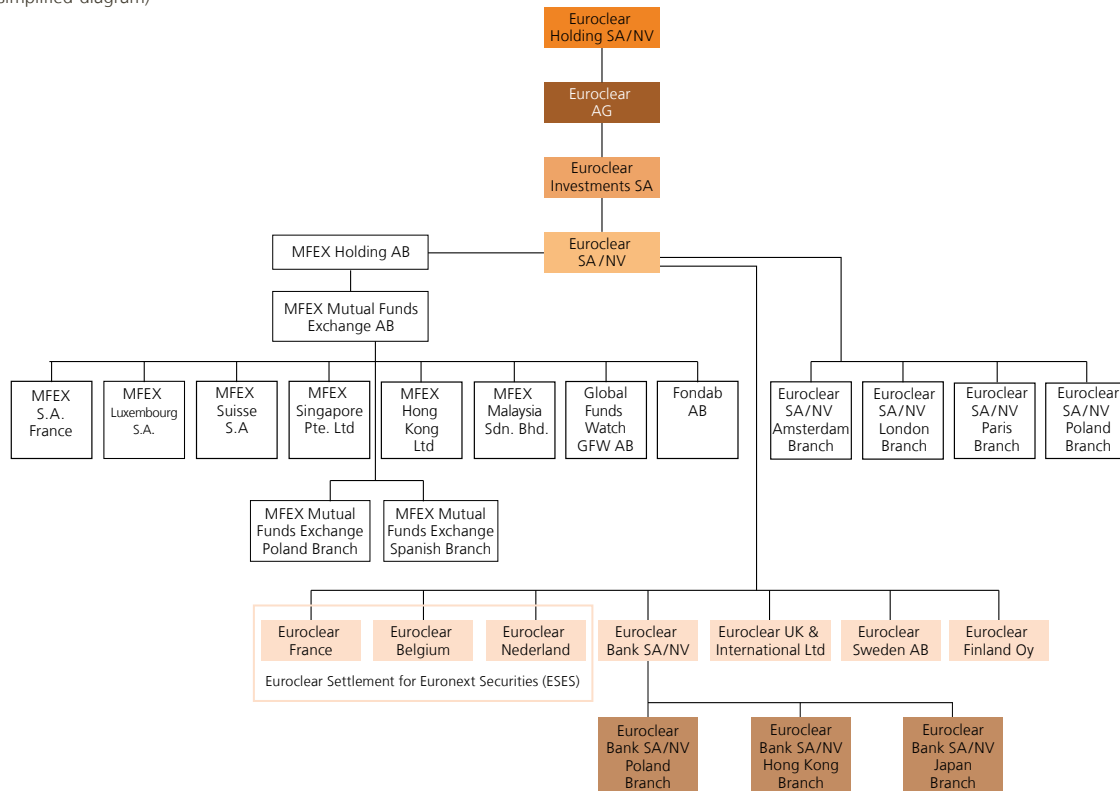 simplified diagram)
Euroclear
Holding SA/NV
Euroclear
AG
Euroclear
Investments SA
Euroclear
SA/NV
MFEX Holding AB
MFEX Mutual Funds
Exchange AB
MFEX
S.A.
France
MFEX
Luxembourg
S.A.
MFEX
Suisse
S.A
MFEX
Singapore
Pte. Ltd
MFEX
Hong
Kong
Ltd
MFEX
Malaysia
Sdn. Bhd.
Global
Funds
Watch
GFW AB
Fondab
AB
Euroclear
SA/NV
Amsterdam
Branch
Euroclear
SA/NV
London
Branch
Euroclear
SA/NV
Paris
Branch
Euroclear
SA/NV
Poland
Branch
MFEX Mutual
Funds Exchange
Poland Branch
MFEX Mutual
Funds Exchange
Spanish Branch
Euroclear
France
Euroclear
Belgium
Euroclear
Nederland
Euroclear
Bank SA/NV
Euroclear UK &
International Ltd
Euroclear
Sweden AB
Euroclear
Finland Oy
Euroclear Settlement for Euronext Securities (ESES)
Euroclear
Bank SA/NV
Poland
Branch
Euroclear
Bank SA/NV
Hong Kong
Branch
Euroclear
Bank SA/NV
Japan
Branch